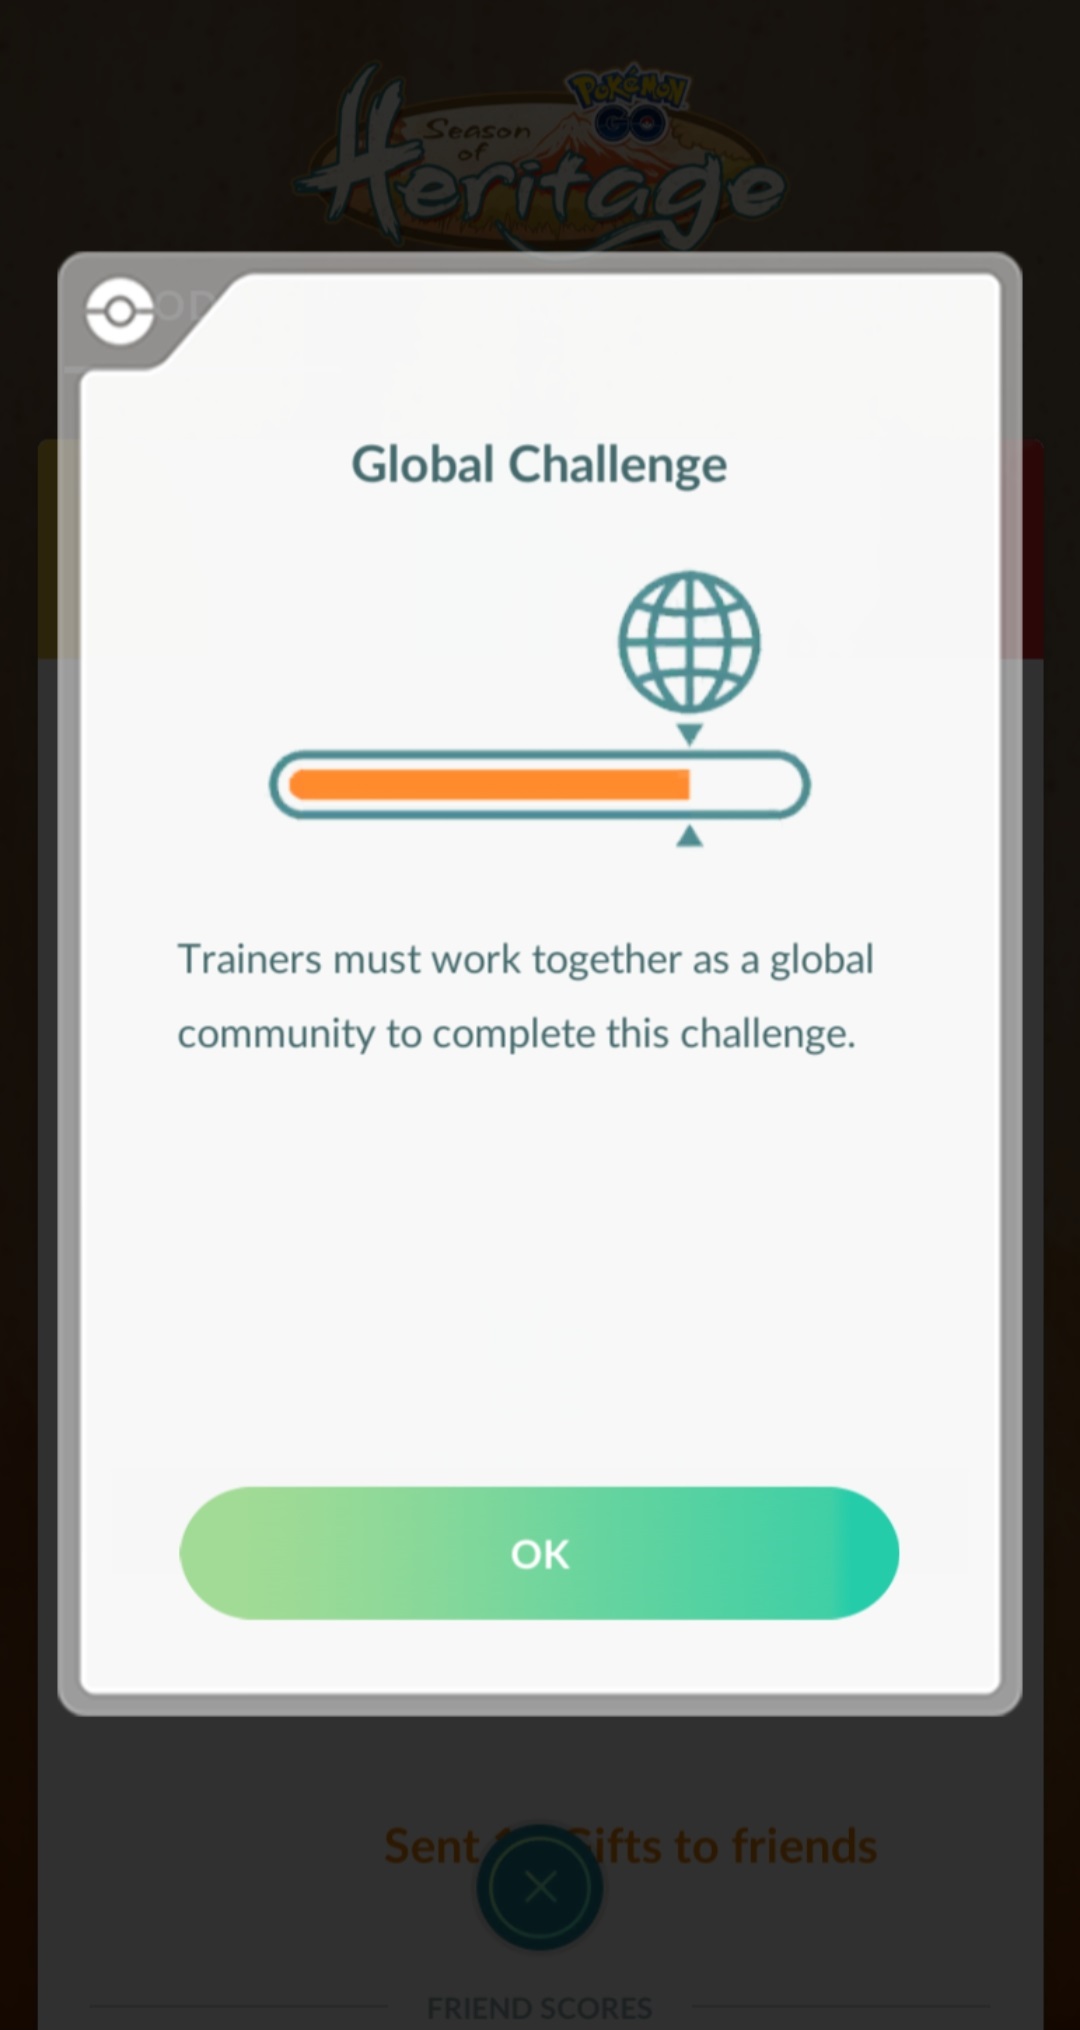 POKÉMON
GO
Season
of
Heritage
Global Challenge
Trainers must work together as a global
community to complete this challenge.
OK
Sent Gifts to friends
FRIEND SCORES